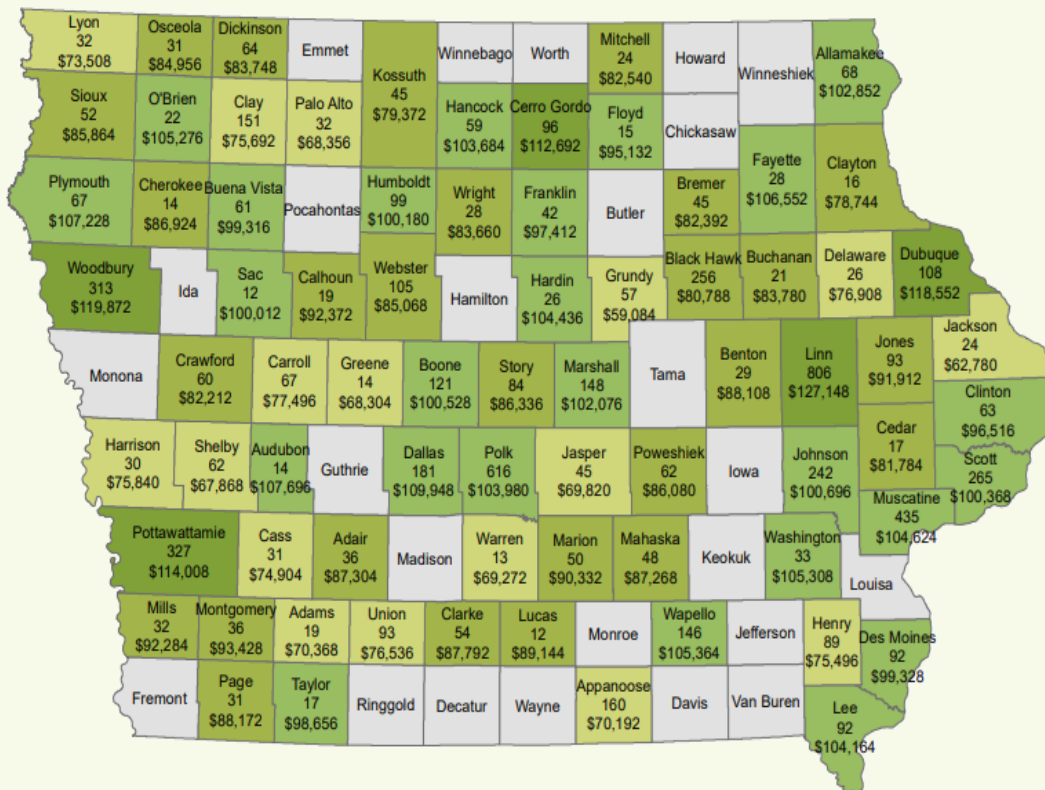 Lyon
32
$73,508
Osceola
31
$84,956
Dickinson
64
$83,748
Emmet
Kossuth
45
$79,372
Winnebago
Worth
Mitchell
24
$82,540
Howard
Winneshiek
Allamakee
68
$102,852
Sioux
52
$85,864
O'Brien
22
$105,276
Clay
151
$75,692
Palo Alto
32
$68,356
Hancock
59
$103,684
Cerro Gordo
96
$112,692
Floyd
15
$95,132
Chickasaw
Fayette
28
$106,552
Clayton
16
$78,744
Plymouth
67
$107,228
Cherokee
14
$86,924
Buena Vista
61
$99,316
Pocahontas
Humboldt
99
$100,180
Wright
28
$83,660
Franklin
42
$97,412
Butler
Bremer
45
$82,392
Woodbury
313
$119,872
Ida
Sac
12
$100,012
Calhoun
19
$92,372
Webster
105
$85,068
Hamilton
Hardin
26
$104,436
Grundy
57
$59,084
Black Hawk
256
$80,788
Buchanan
21
$83,780
Delaware
26
$76,908
Dubuque
108
$118,552
Monona
Crawford
60
$82,212
Carroll
67
$77,496
Greene
14
$68,304
Boone
121
$100,528
Story
84
$86,336
Marshall
148
$102,076
Tama
Benton
29
$88,108
Linn
806
$127,148
Jones
93
$91,912
Jackson
24
$62,780
Clinton
63
$96,516
Harrison
30
$75,840
Shelby
62
$67,868
Audubon
14
$107,696
Guthrie
Dallas
181
$109,948
Polk
616
$103,980
Jasper
45
$69,820
Poweshiek
62
$86,080
Iowa
Johnson
242
$100,696
Cedar
17
$81,784
Scott
265
$100,368
Muscatine
435
$104,624
Pottawattamie
327
$114,008
Cass
31
$74,904
Adair
36
$87,304
Madison
Warren
13
$69,272
Marion
50
$90,332
Mahaska
48
$87,268
Keokuk
Washington
33
$105,308
Louisa
Mills
32
$92,284
Montgomery
36
$93,428
Adams
19
$70,368
Union
93
$76,536
Clarke
54
$87,792
Lucas
12
$89,144
Monroe
Wapello
146
$105,364
Jefferson
Henry
89
$75,496
Des Moines
92
$99,328
Fremont
Page
31
$88,172
Taylor
17
$98,656
Ringgold
Decatur
Wayne
Appanoose
160
$70,192
Davis
Van Buren
Lee
92
$104,164